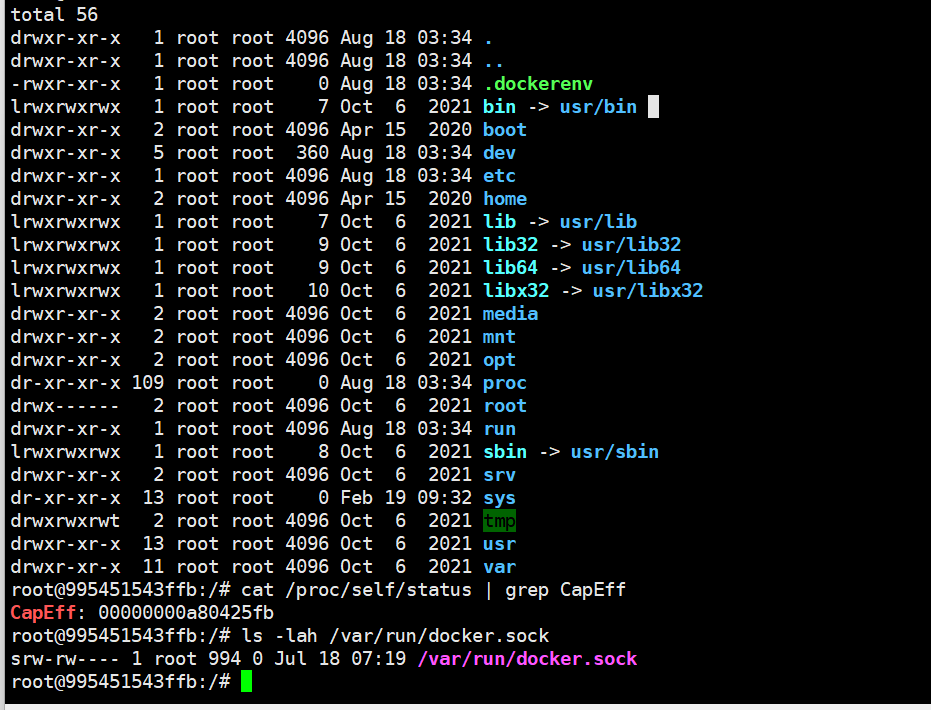 total 56
drwxr-xr-x   1 root root 4096 Aug 18 03:34 .
drwxr-xr-x   1 root root 4096 Aug 18 03:34 ..
-rwxr-xr-x   1 root root    0 Aug 18 03:34 .dockerenv
lrwxrwxrwx   1 root root    7 Oct  6  2021 bin -> usr/bin
drwxr-xr-x   2 root root 4096 Apr 15  2020 boot
drwxr-xr-x   5 root root  360 Aug 18 03:34 dev
drwxr-xr-x   1 root root 4096 Aug 18 03:34 etc
drwxr-xr-x   2 root root 4096 Apr 15  2020 home
lrwxrwxrwx   1 root root    7 Oct  6  2021 lib -> usr/lib
lrwxrwxrwx   1 root root    9 Oct  6  2021 lib32 -> usr/lib32
lrwxrwxrwx   1 root root    9 Oct  6  2021 lib64 -> usr/lib64
lrwxrwxrwx   1 root root   10 Oct  6  2021 libx32 -> usr/libx32
drwxr-xr-x   2 root root 4096 Oct  6  2021 media
drwxr-xr-x   2 root root 4096 Oct  6  2021 mnt
drwxr-xr-x   2 root root 4096 Oct  6  2021 opt
dr-xr-xr-x 109 root root    0 Aug 18 03:34 proc
drwx------   2 root root 4096 Oct  6  2021 root
drwxr-xr-x   1 root root 4096 Aug 18 03:34 run
lrwxrwxrwx   1 root root    8 Oct  6  2021 sbin -> usr/sbin
drwxr-xr-x   2 root root 4096 Oct  6  2021 srv
dr-xr-xr-x  13 root root    0 Feb 19 09:32 sys
drwxrwxrwt   2 root root 4096 Oct  6  2021 tmp
drwxr-xr-x  13 root root 4096 Oct  6  2021 usr
drwxr-xr-x  11 root root 4096 Oct  6  2021 var
root@995451543ffb:/# cat /proc/self/status | grep CapEff
CapEff: 00000000a80425fb
root@995451543ffb:/# ls -lah /var/run/docker.sock
srw-rw---- 1 root 994 0 Jul 18 07:19 /var/run/docker.sock
root@995451543ffb:/#